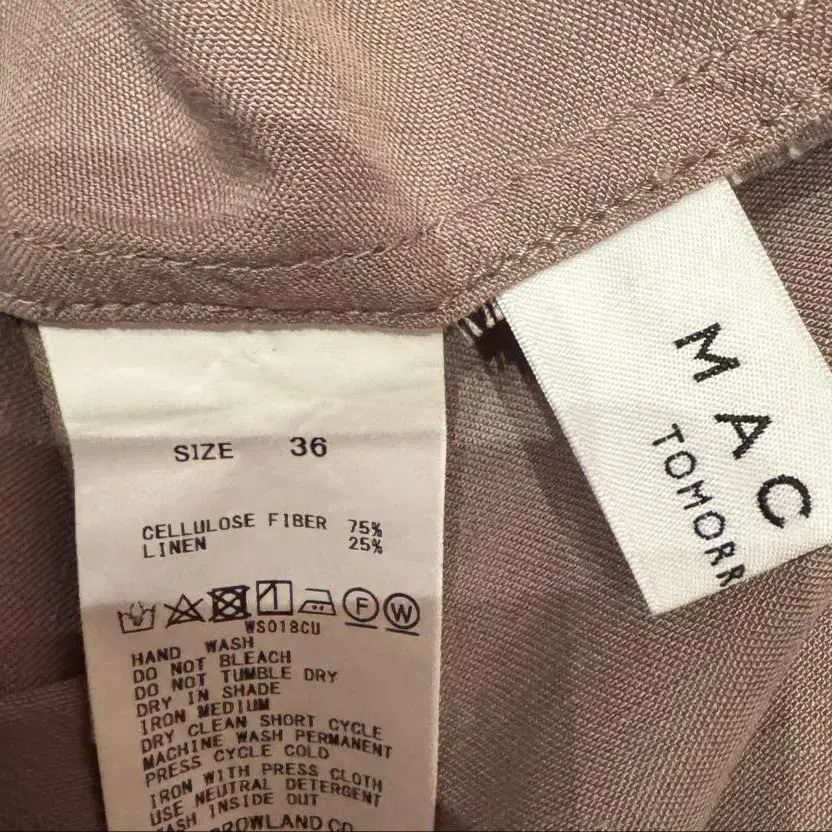 SIZE 36
CELLULOSE FIBER 75%
LINEN 25%
F W
WS018CU
HAND WASH
DO NOT BLEACH
DO NOT TUMBLE DRY
DRY IN SHADE
IRON MEDIUM
DRY CLEAN SHORT CYCLE
MACHINE WASH PERMANENT
PRESS CYCLE COLD
IRON WITH PRESS CLOTH
USE NEUTRAL DETERGENT
INSIDE OUT
CO
MAC
TOMORR